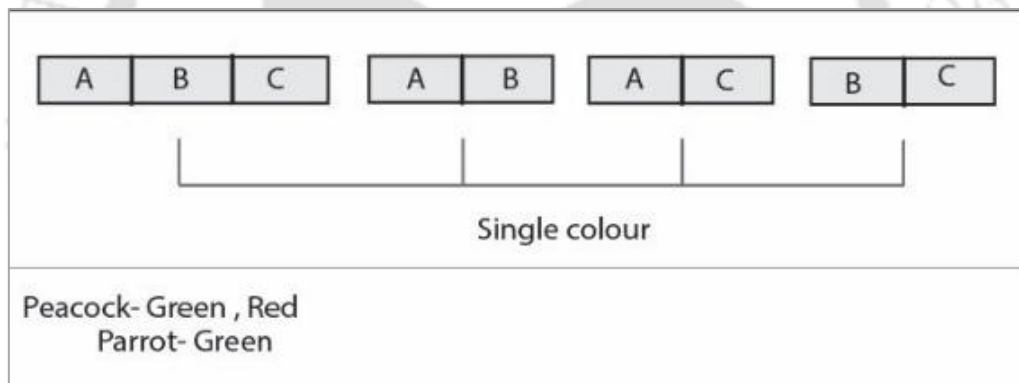 A B C A B A C B C
Single colour
Peacock- Green , Red
Parrot- Green